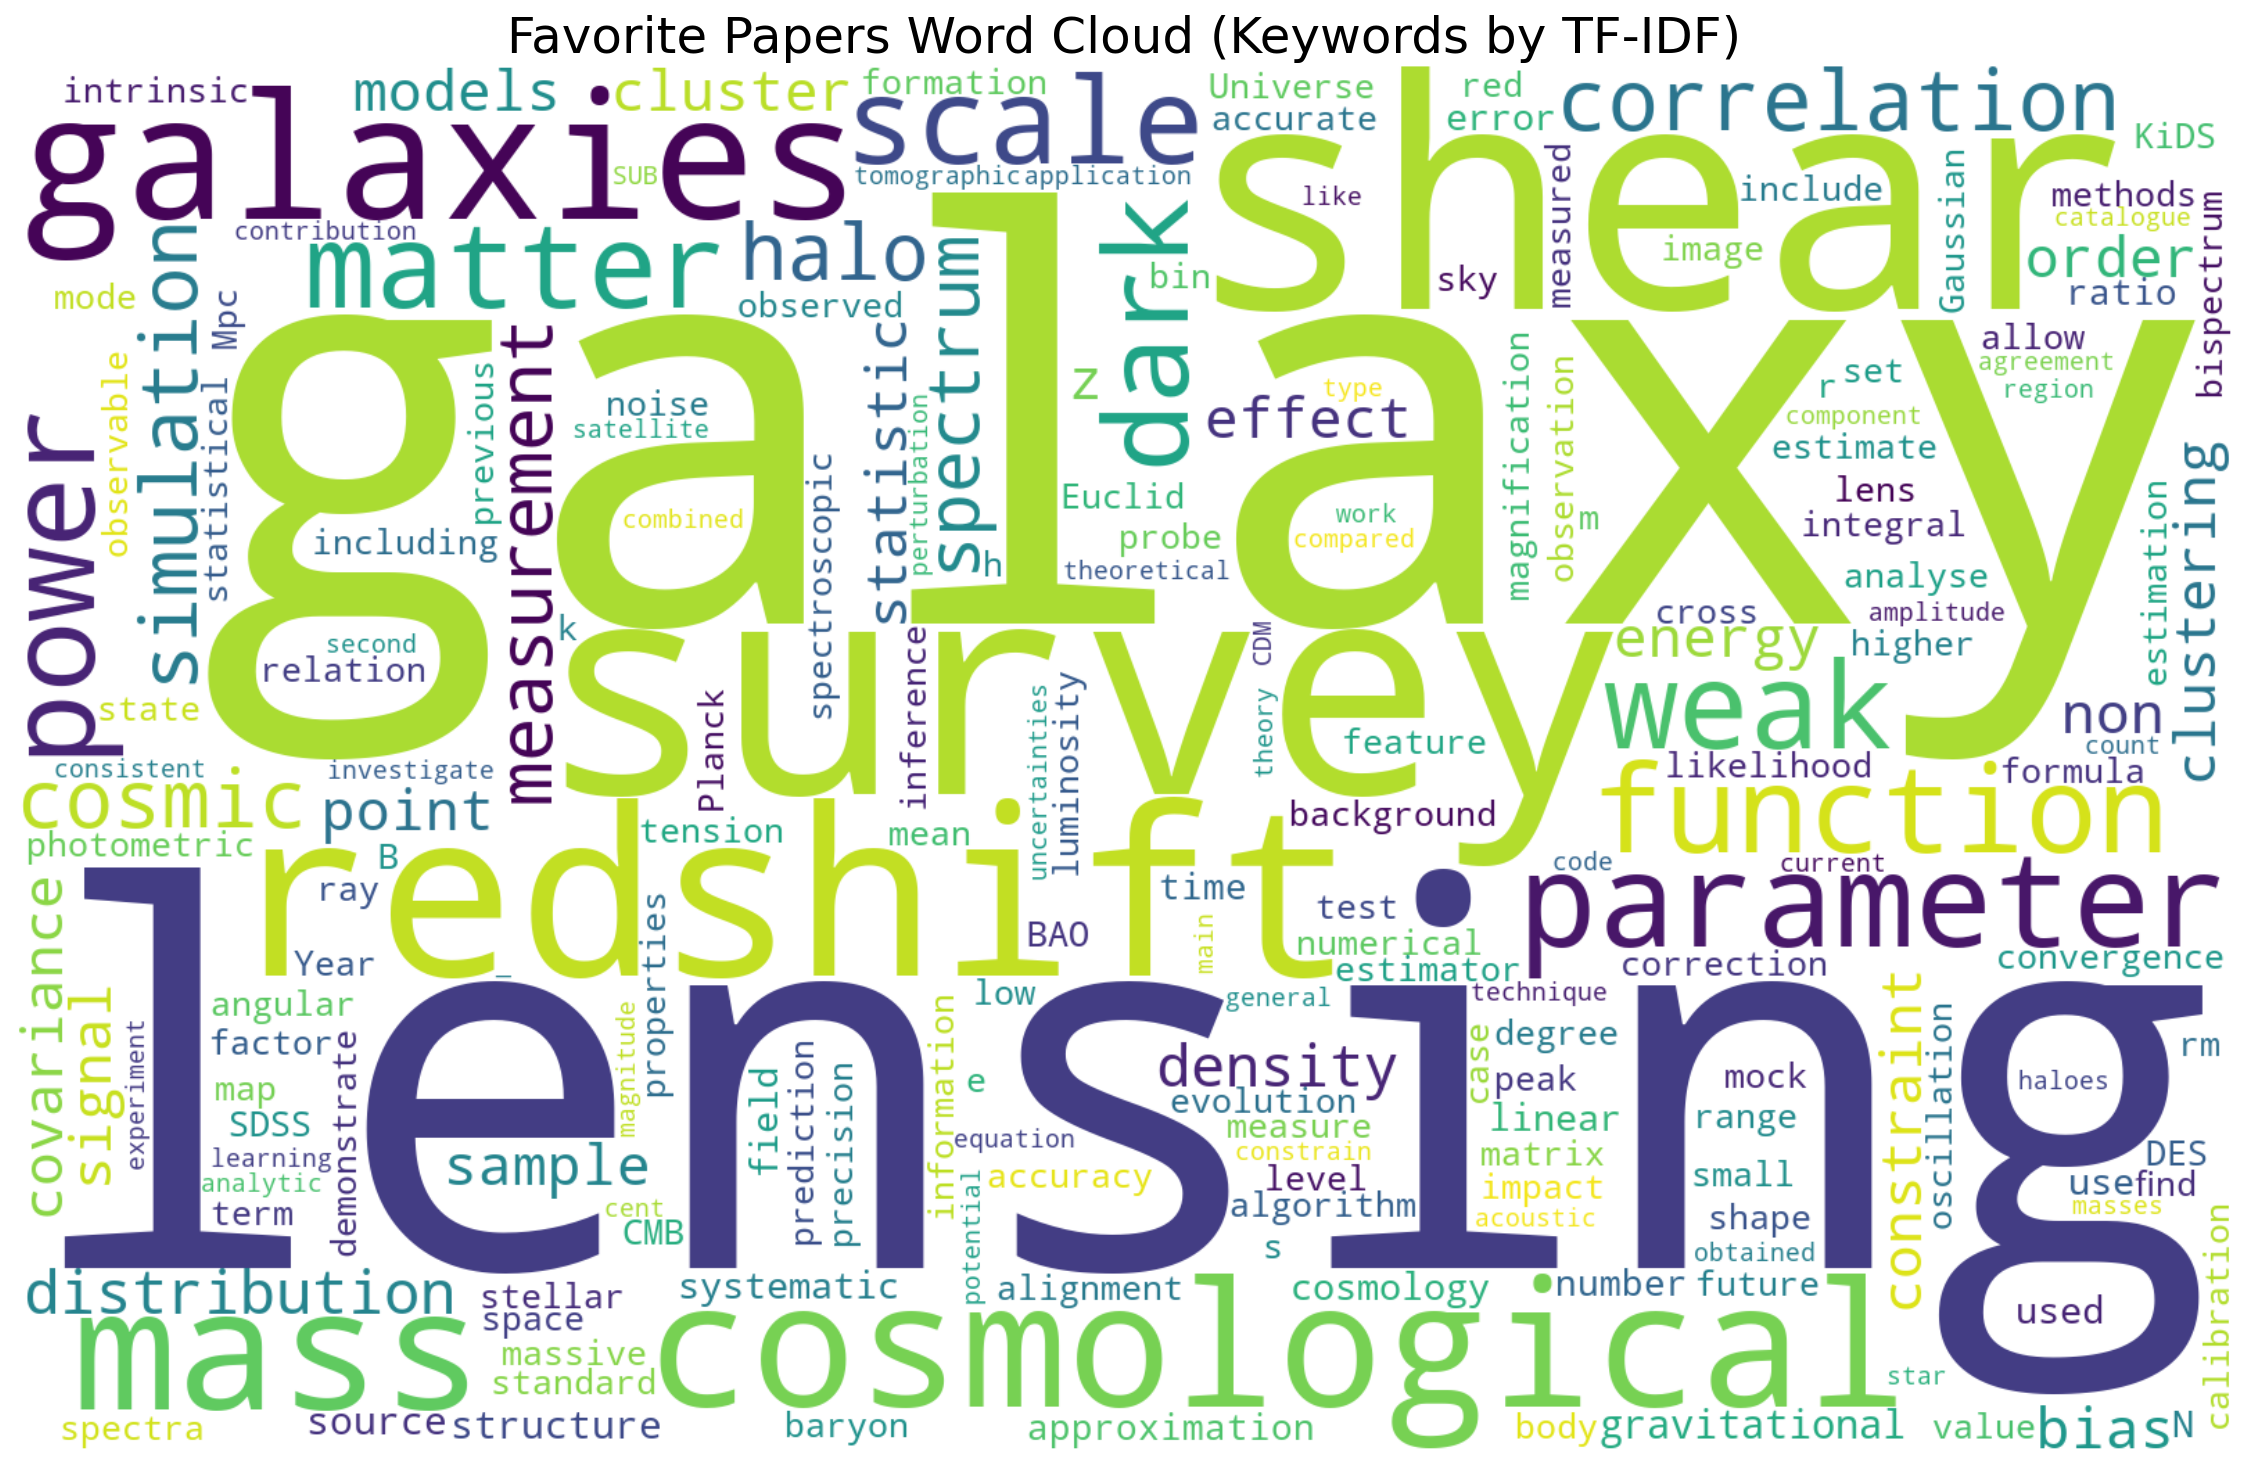 Favorite Papers Word Cloud (Keywords by TF-IDF)
intrinsic
models
cluster
formation
scale
Universe
accurate
red
error
correlation
KiDS
galaxies
SUB
tomographic
application
shear
like
measured
include
Gaussian
methods
catalogue
order
ratio
bispectrum
contribution
matter
halo
observed
spectrum
dark
bin
sky
image
mode
simulation
Mpc
galaxy
observable
statistical
previous
measurement
noise
satellite
statistic
perturbation
z
effect
type
magnification
observation
r
set
allow
agreement
region
component
estimate
power
including
combined
spectroscopic
Euclid
probe
theoretical
h
work
compared
m
lens
integral
analyse
amplitude
cross
higher
estimation
clustering
second
relation
k
survey
inference
CDM
energy
weak
non
count
state
Planck
uncertainties
luminosity
theory
feature
likelihood
formula
consistent
investigate
cosmic
point
tension
mean
background
function
photometric
B
redshift
code
current
parameter
covariance
ray
time
test
BAO
main
numerical
Year
estimator
correction
convergence
signal
lensing
properties
low
general
technique
angular
factor
experiment
demonstrate
magnitude
information
density
case
degree
constraint
oscillation
rm
map
SDSS
field
prediction
precision
e
evolution
peak
mock
haloes
learning
analytic
term
sample
equation
measure
constrain
linear
matrix
range
DES
accuracy
level
algorithm
impact
acoustic
small
use
find
masses
cent
CMB
potential
s
shape
obtained
calibration
distribution
stellar
space
systematic
alignment
cosmology
number
future
used
mass
massive
standard
cosmological
star
spectra
source
structure
baryon
approximation
body
gravitational
value
bias
N